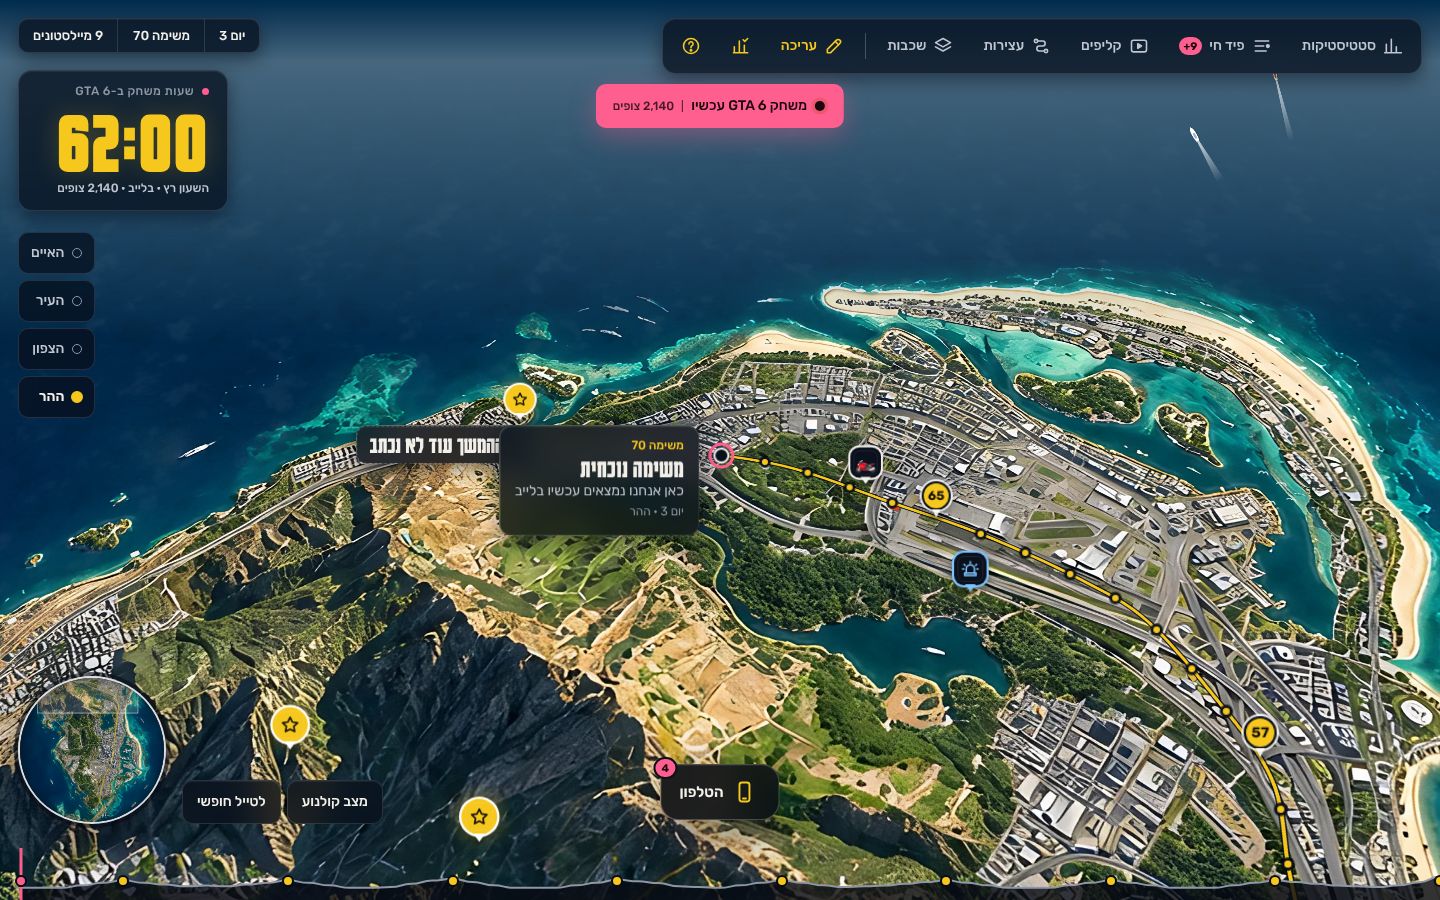 סטטיסטיקות
פיד חי
+9
קליפים
עצירות
שכבות
עריכה
יום 3
משימה 70
9 מיילסטונים
משחק GTA 6 עכשיו | 2,140 צופים
שעות משחק ב-GTA 6
62:00
השעון רץ · בלייב · 2,140 צופים
האיים
העיר
הצפון
ההר
משימה 70
משימה נוכחית
כאן אנחנו נמצאים עכשיו בלייב
יום 3 · ההר
ההמשך עוד לא נכתב
65
57
4
הטלפון
מצב קולנוע
לטייל חופשי